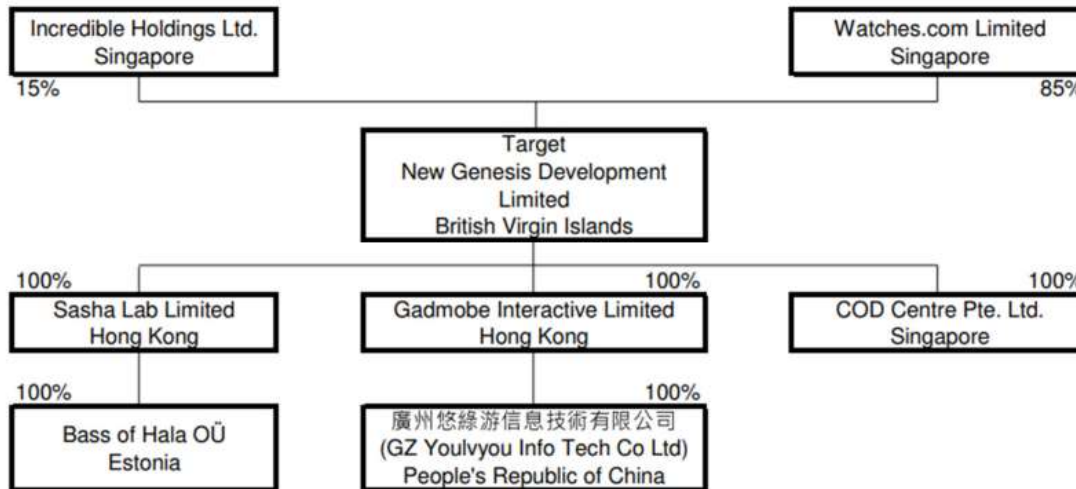 Incredible Holdings Ltd.
Singapore
Watches.com Limited
Singapore
15%
85%
Target
New Genesis Development
Limited
British Virgin Islands
100%
100%
100%
Sasha Lab Limited
Hong Kong
Gadmobe Interactive Limited
Hong Kong
COD Centre Pte. Ltd.
Singapore
100%
100%
Bass of Hala OÜ
Estonia
廣州悠綠游信息技術有限公司
(GZ Youlvyou Info Tech Co Ltd)
People's Republic of China